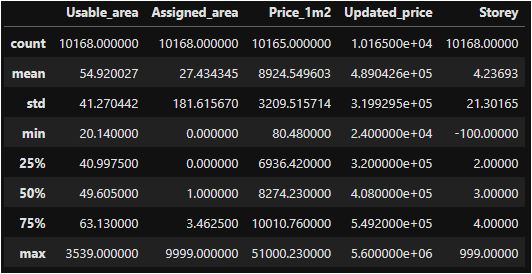 Usable_area Assigned_area Price_1m2 Updated_price Storey
count 10168.000000 10168.000000 10165.000000 1.016500e+04 10168.00000
mean 54.920027 27.434345 8924.549603 4.890426e+05 4.23693
std 41.270442 181.615670 3209.515714 3.199295e+05 21.30165
min 20.140000 0.000000 80.480000 2.400000e+04 -100.00000
25% 40.997500 0.000000 6936.420000 3.200000e+05 2.00000
50% 49.605000 1.000000 8274.230000 4.080000e+05 3.00000
75% 63.130000 3.462500 10010.760000 5.492000e+05 4.00000
max 3539.000000 9999.000000 51000.230000 5.600000e+06 999.00000